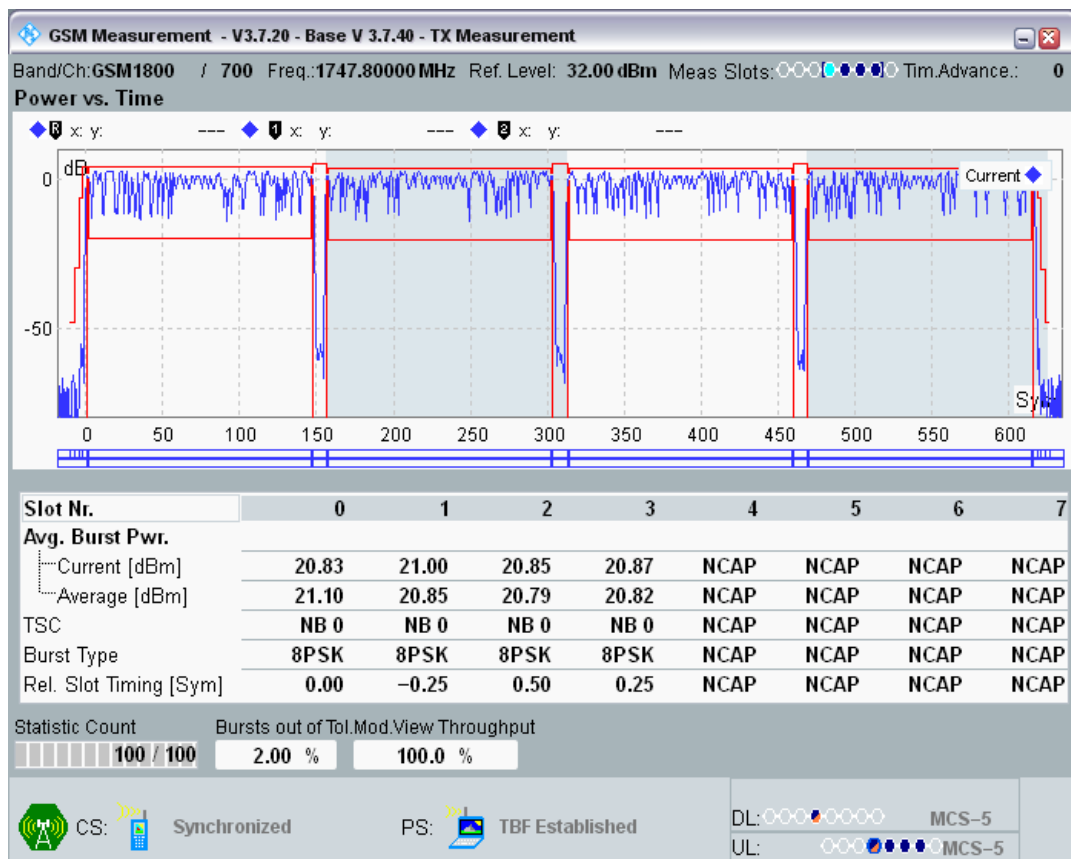 GSM Measurement - V3.7.20 - Base V 3.7.40 - TX Measurement
Band/Ch:GSM1800 / 700 Freq.:1747.80000 MHz Ref. Level: 32.00 dBm Meas Slots: Tim.Advance.: 0
Power vs. Time
R x: y: --- 1 x: y: --- 2 x: y: ---
dB
Current
0
-50
Sym
0 50 100 150 200 250 300 350 400 450 500 550 600
Slot Nr. 0 1 2 3 4 5 6 7
Avg. Burst Pwr.
Current [dBm] 20.83 21.00 20.85 20.87 NCAP NCAP NCAP NCAP
Average [dBm] 21.10 20.85 20.79 20.82 NCAP NCAP NCAP NCAP
TSC NB 0 NB 0 NB 0 NB 0 NCAP NCAP NCAP NCAP
Burst Type 8PSK 8PSK 8PSK 8PSK NCAP NCAP NCAP NCAP
Rel. Slot Timing [Sym] 0.00 −0.25 0.50 0.25 NCAP NCAP NCAP NCAP
Statistic Count Bursts out of Tol.Mod.View Throughput
100 / 100 2.00 % 100.0 %
CS: Synchronized PS: TBF Established
DL: MCS−5
UL: MCS−5